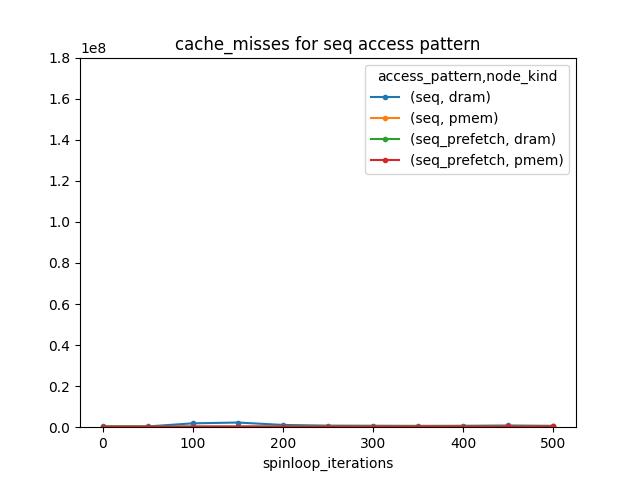 cache_misses for seq access pattern
1e8
1.8
1.6
1.4
1.2
1.0
0.8
0.6
0.4
0.2
0.0
access_pattern,node_kind
(seq, dram)
(seq, pmem)
(seq_prefetch, dram)
(seq_prefetch, pmem)
0 100 200 300 400 500
spinloop_iterations